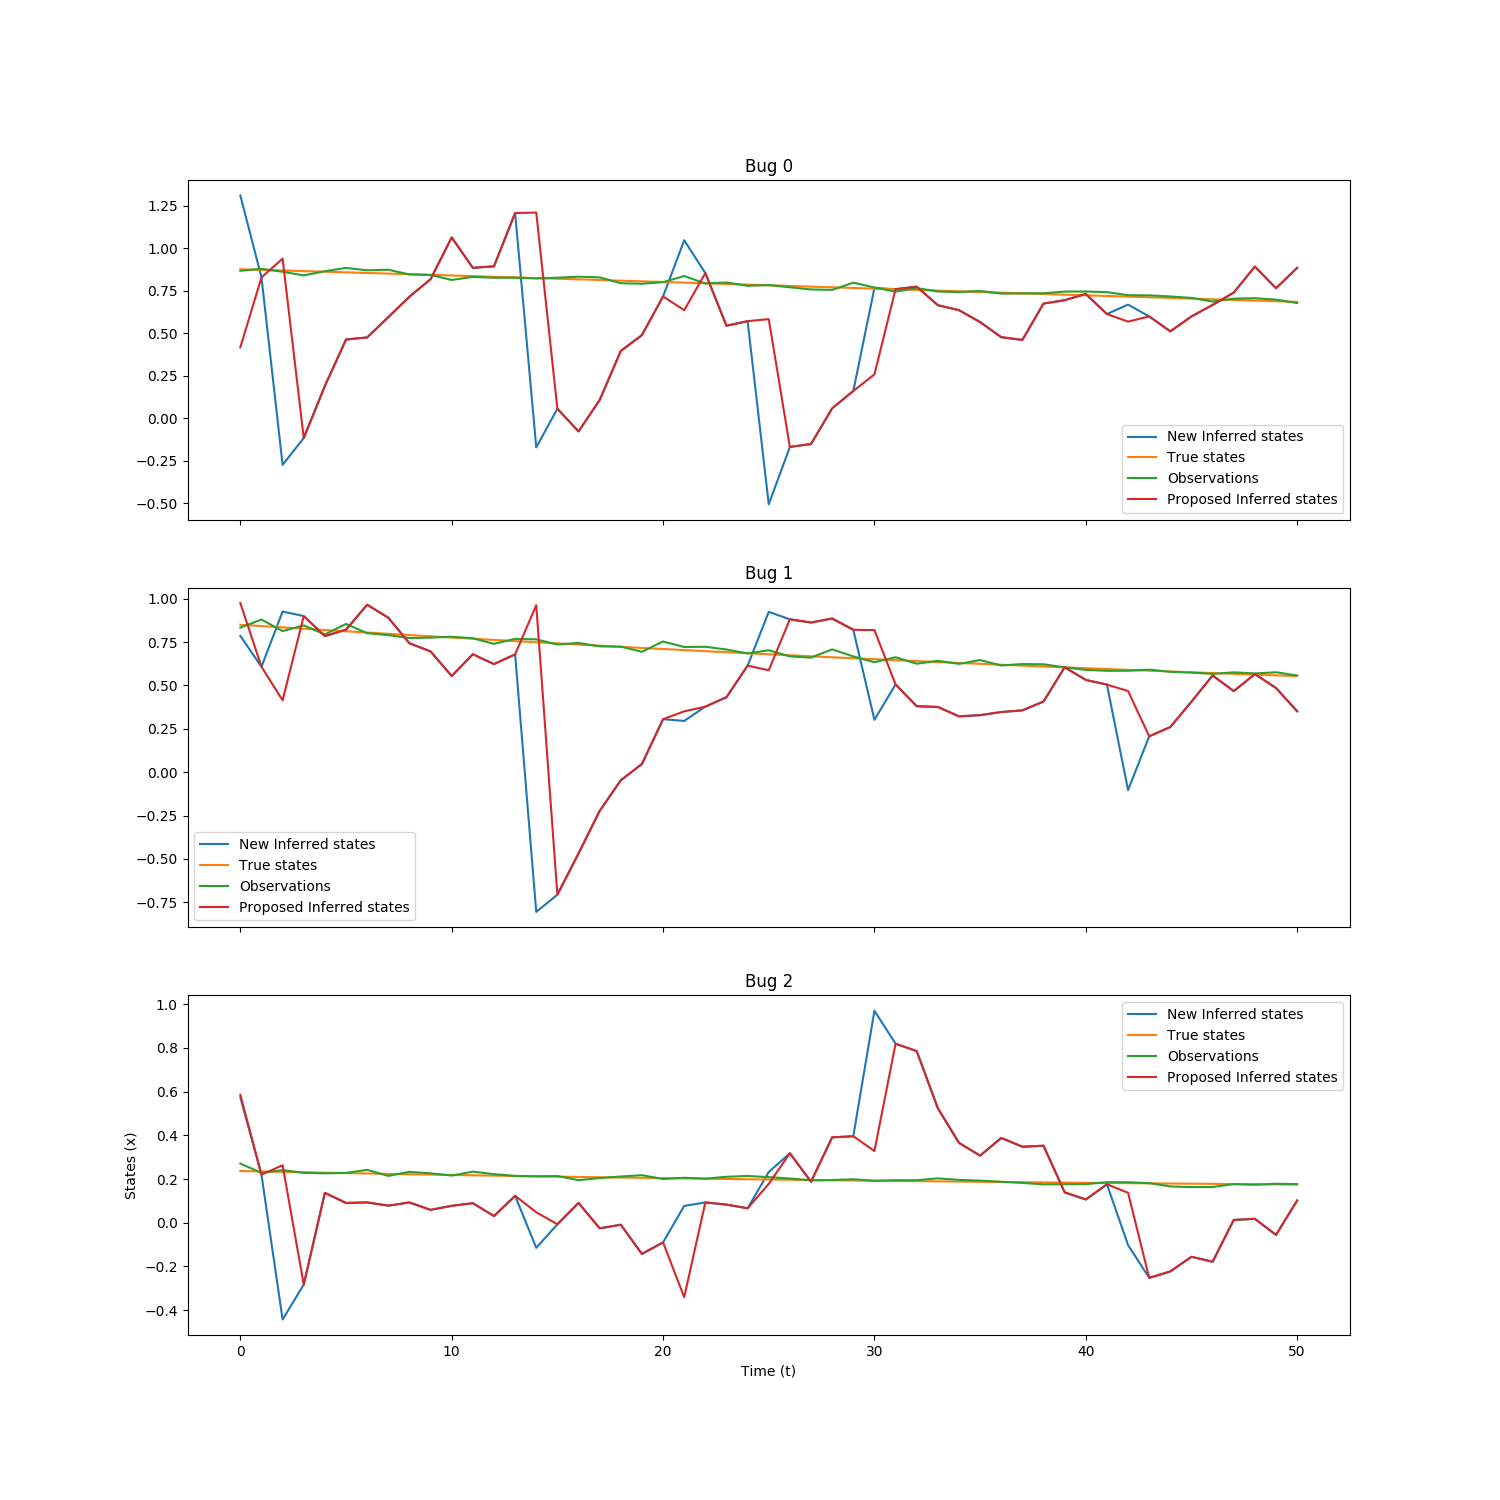 Bug 0
1.25
1.00
0.75
0.50
0.25
0.00
−0.25
−0.50
New Inferred states
True states
Observations
Proposed Inferred states
Bug 1
1.00
0.75
0.50
0.25
0.00
−0.25
−0.50
−0.75
New Inferred states
True states
Observations
Proposed Inferred states
Bug 2
States (x)
1.0
0.8
0.6
0.4
0.2
0.0
−0.2
−0.4
New Inferred states
True states
Observations
Proposed Inferred states
0 10 20 30 40 50
Time (t)